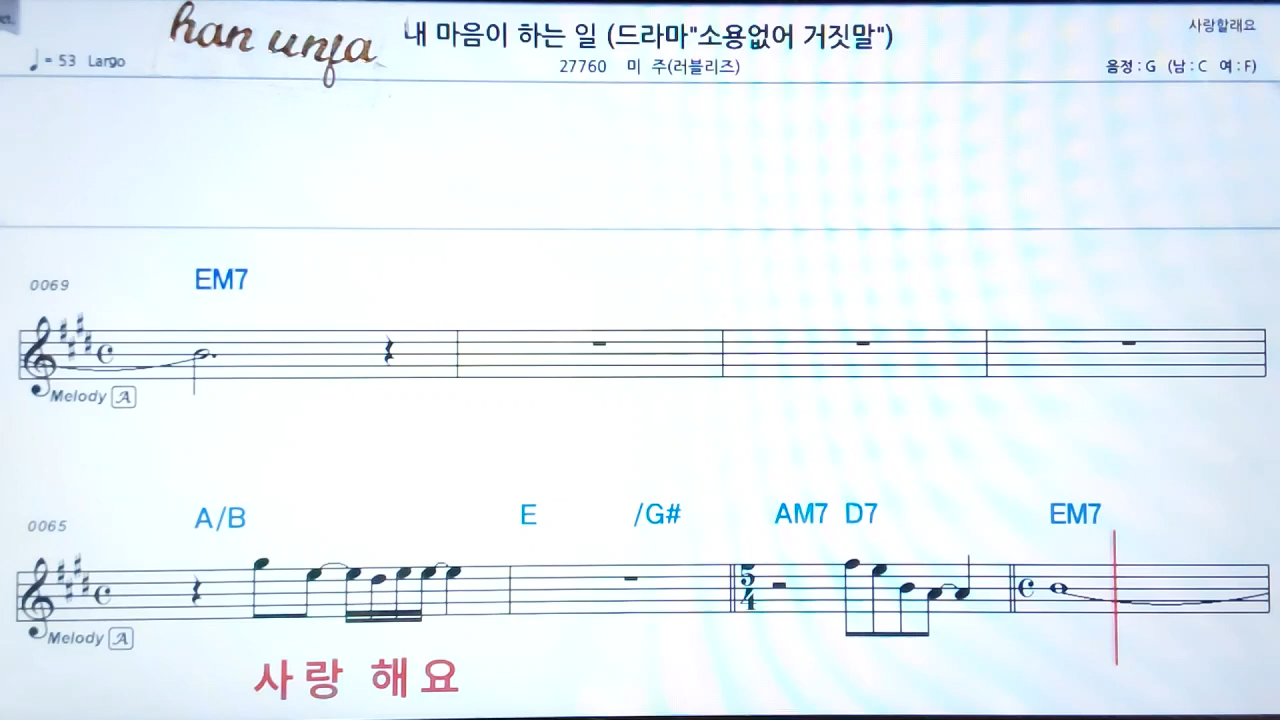 han unja
내 마음이 하는 일 (드라마"소용없어 거짓말")
사랑할래요
♩= 53 Largo
27760 미 주(러블리즈)
음정 : G (남 : C 여 : F)
0069 EM7
Melody A
0065 A/B E /G# AM7 D7 EM7
5
4
Melody A
사랑 해요